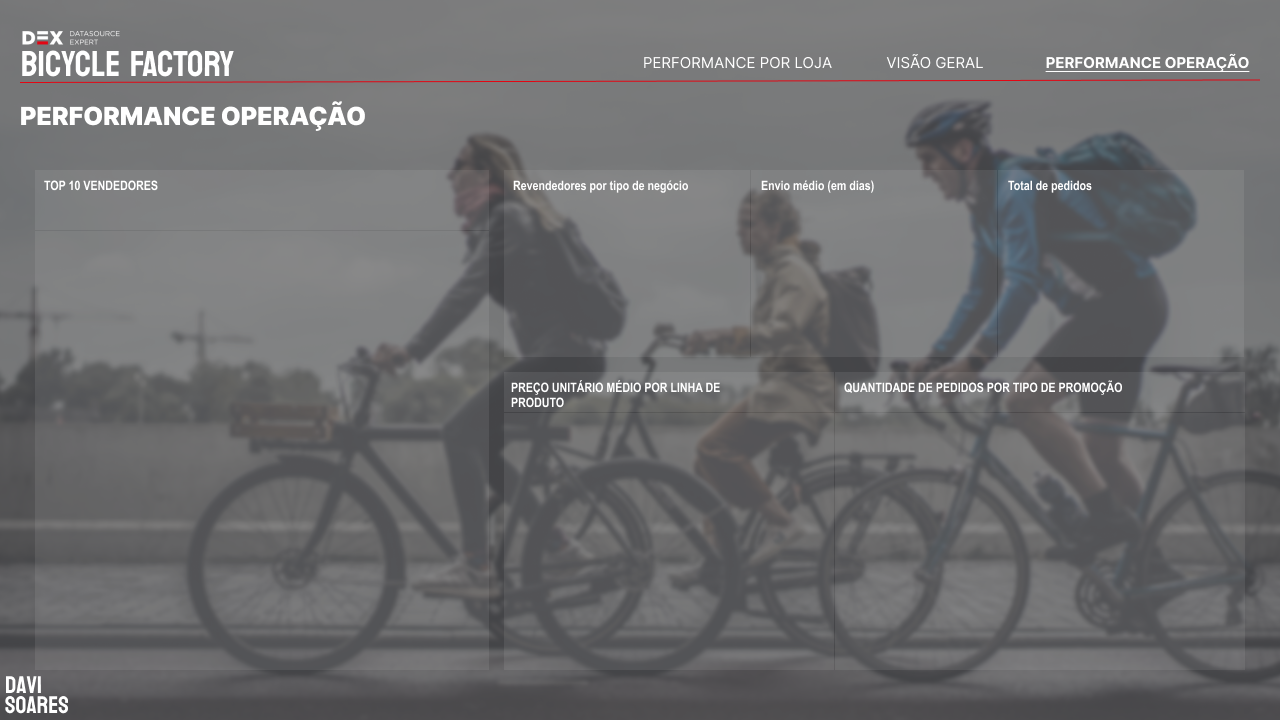 DEX DATASOURCE
EXPERT
BICYCLE FACTORY
PERFORMANCE POR LOJA VISÃO GERAL PERFORMANCE OPERAÇÃO
PERFORMANCE OPERAÇÃO
TOP 10 VENDEDORES
Revendedores por tipo de negócio
Envio médio (em dias)
Total de pedidos
PREÇO UNITÁRIO MÉDIO POR LINHA DE
PRODUTO
QUANTIDADE DE PEDIDOS POR TIPO DE PROMOÇÃO
DAVI
SOARES